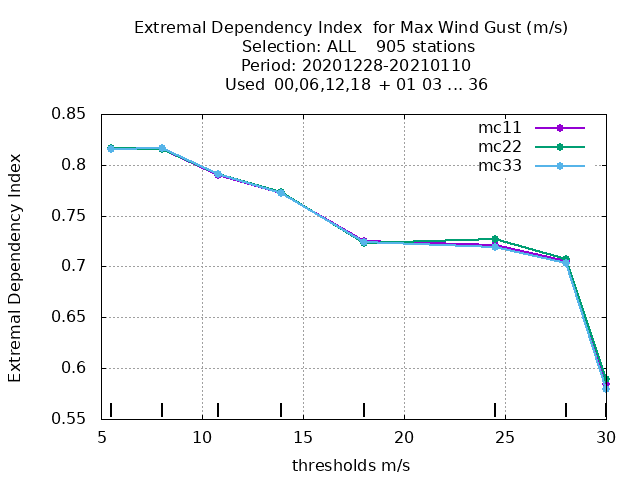 Extremal Dependency Index  for Max Wind Gust (m/s)
Selection: ALL    905 stations
Period: 20201228-20210110
Used  00,06,12,18 + 01 03 ... 36
mc11
mc22
mc33
0.85
0.8
0.75
0.7
0.65
0.6
0.55
Extremal Dependency Index
5 10 15 20 25 30
thresholds m/s